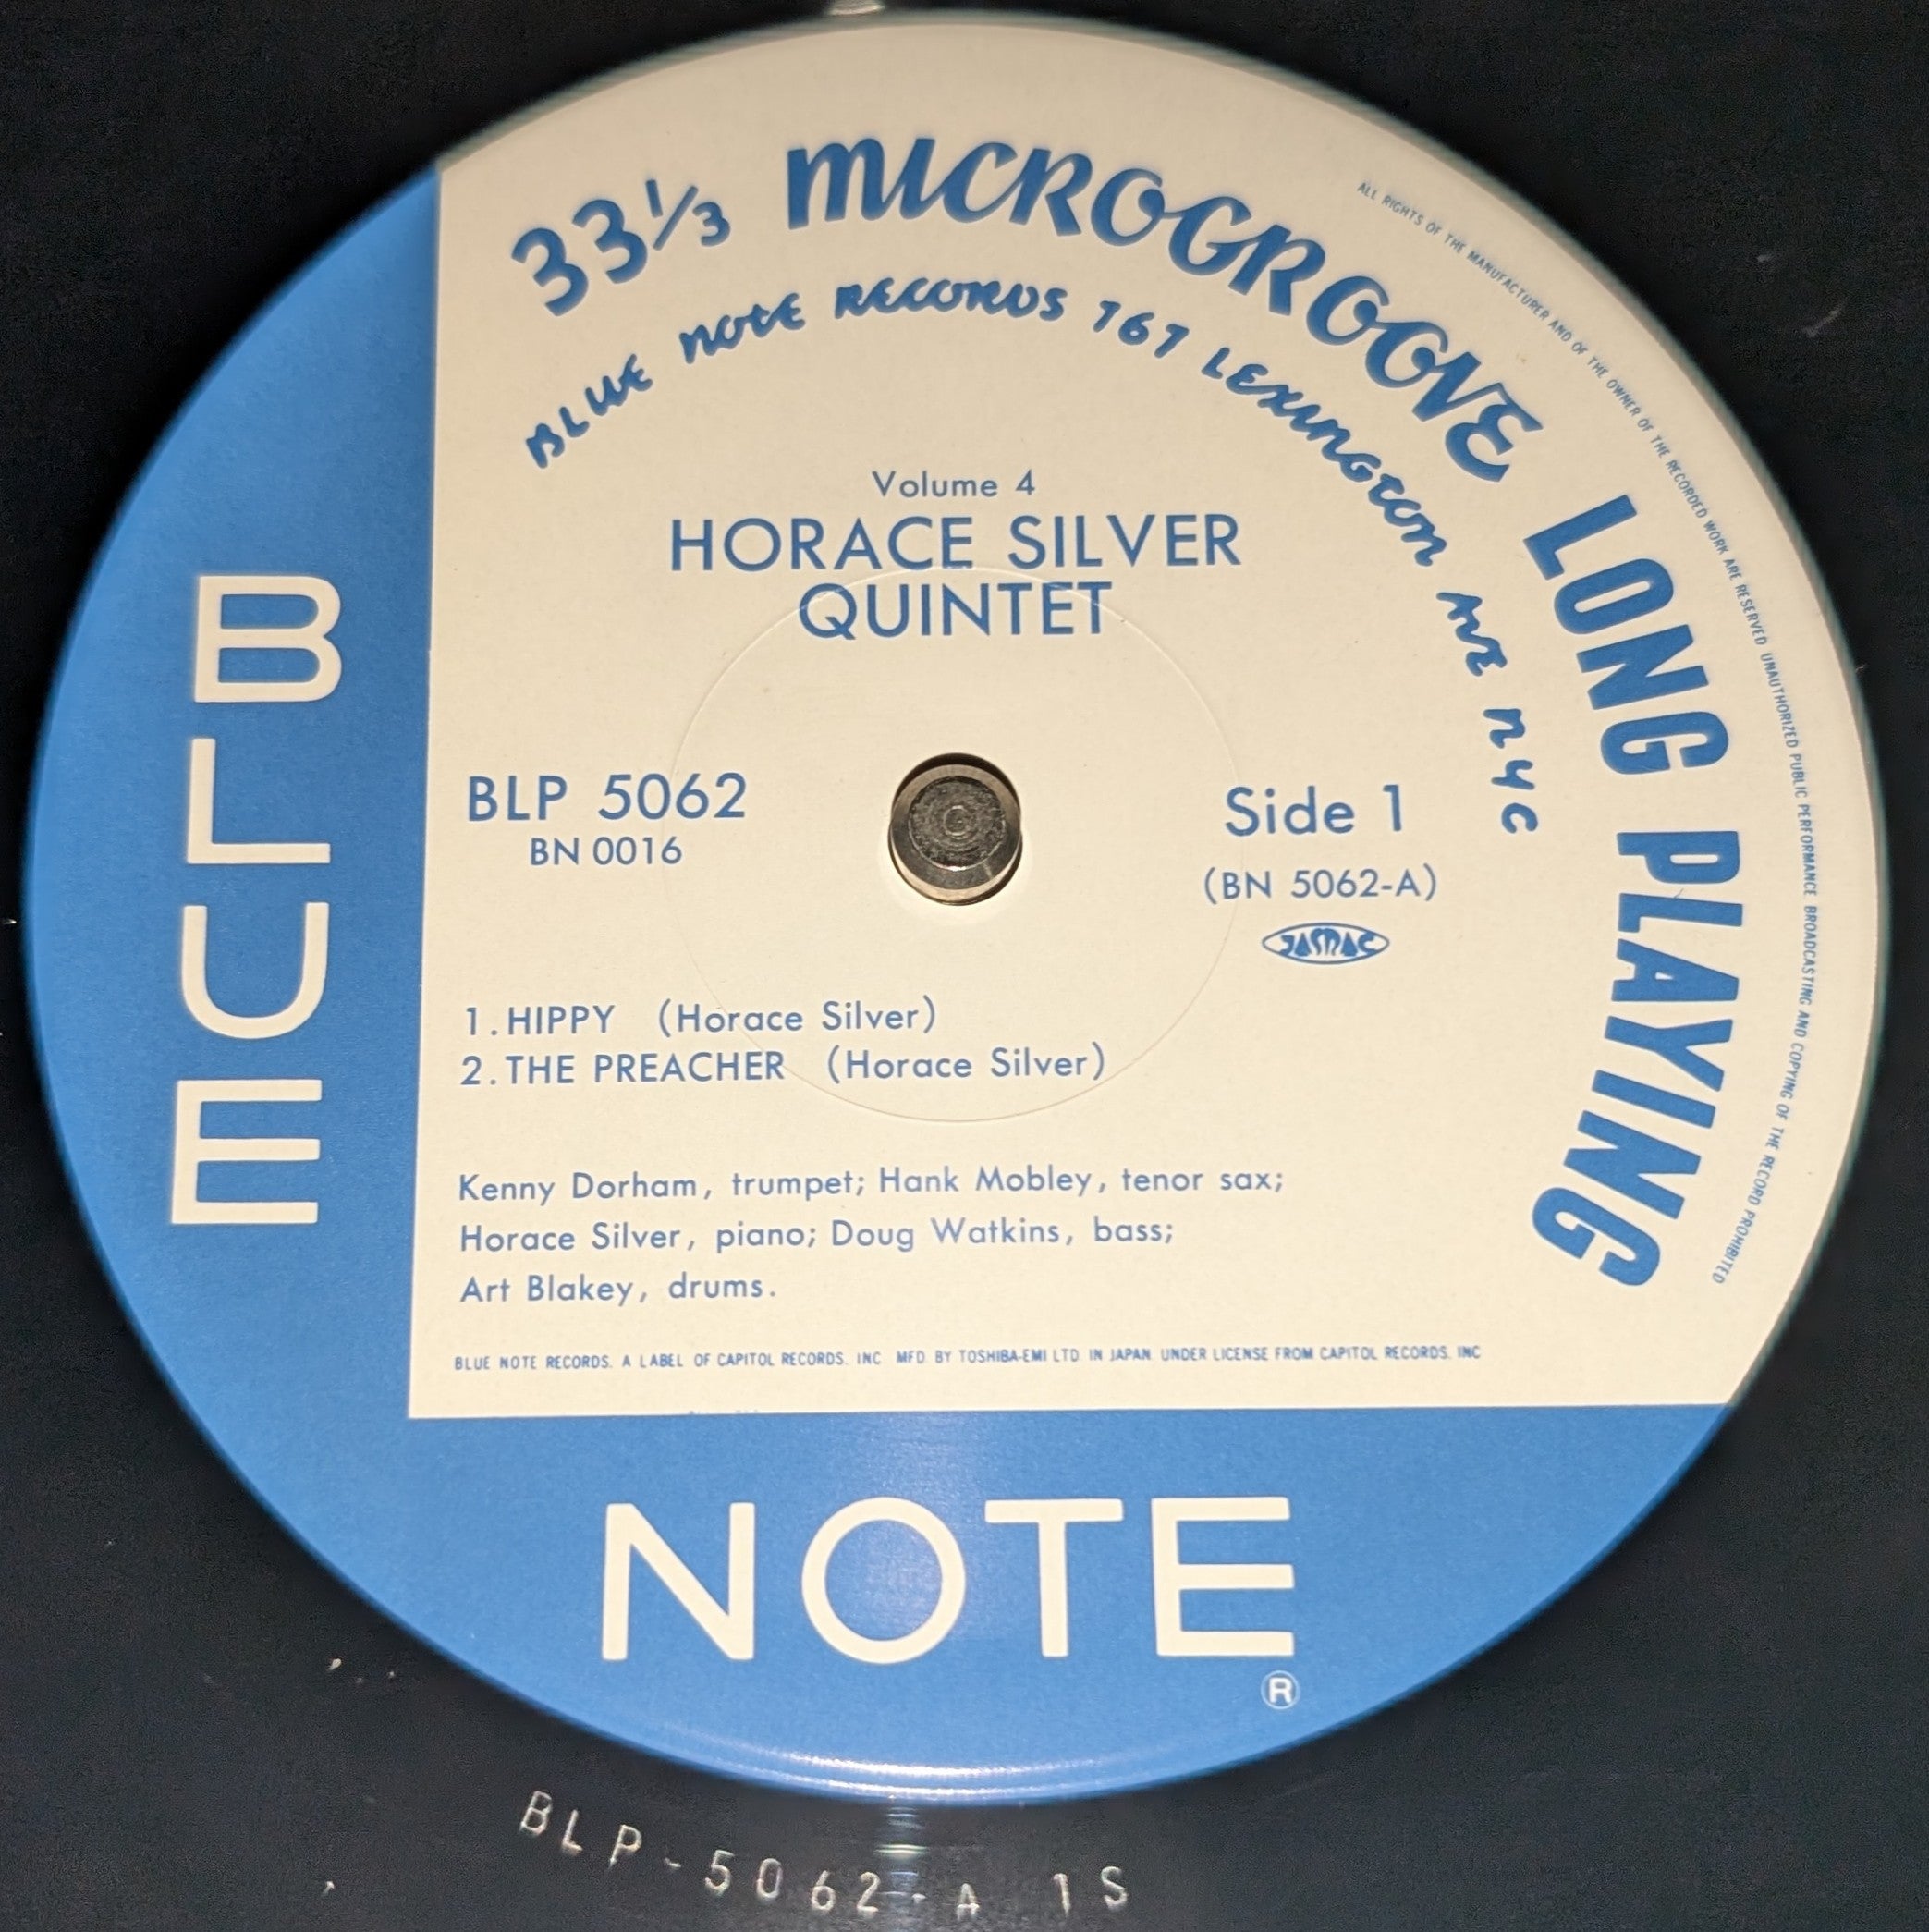 33 1/3 MICROGROOVE LONG PLAYING
BLUE NOTE RECORDS 767 LEXINGTON AVE NYC
ALL RIGHTS OF THE MANUFACTURER AND OF THE OWNER OF THE RECORDED WORK ARE RESERVED UNAUTHORIZED PUBLIC PERFORMANCE BROADCASTING AND COPYING OF THE RECORD PROHIBITED
Volume 4
HORACE SILVER
QUINTET
BLP 5062
BN 0016
Side 1
(BN 5062-A)
JASRAC
1. HIPPY (Horace Silver)
2. THE PREACHER (Horace Silver)
Kenny Dorham, trumpet; Hank Mobley, tenor sax;
Horace Silver, piano; Doug Watkins, bass;
Art Blakey, drums.
BLUE NOTE RECORDS. A LABEL OF CAPITOL RECORDS. INC MFD BY TOSHIBA-EMI LTD IN JAPAN UNDER LICENSE FROM CAPITOL RECORDS. INC
BLUE
NOTE
®
BLP-5062-A 1S